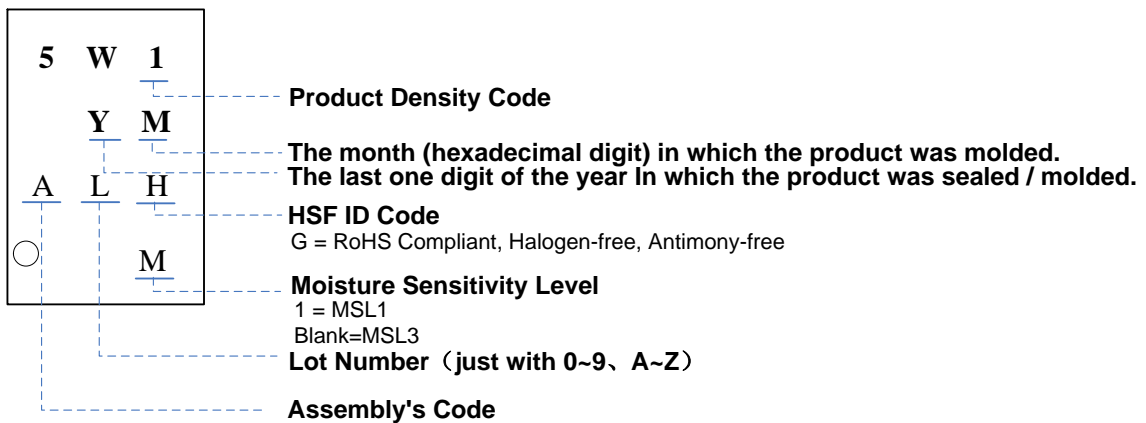 5 W 1
Product Density Code
Y M
The month (hexadecimal digit) in which the product was molded.
The last one digit of the year In which the product was sealed / molded.
A L H
HSF ID Code
G = RoHS Compliant, Halogen-free, Antimony-free
M
Moisture Sensitivity Level
1 = MSL1
Blank=MSL3
Lot Number（just with 0~9、A~Z）
Assembly's Code